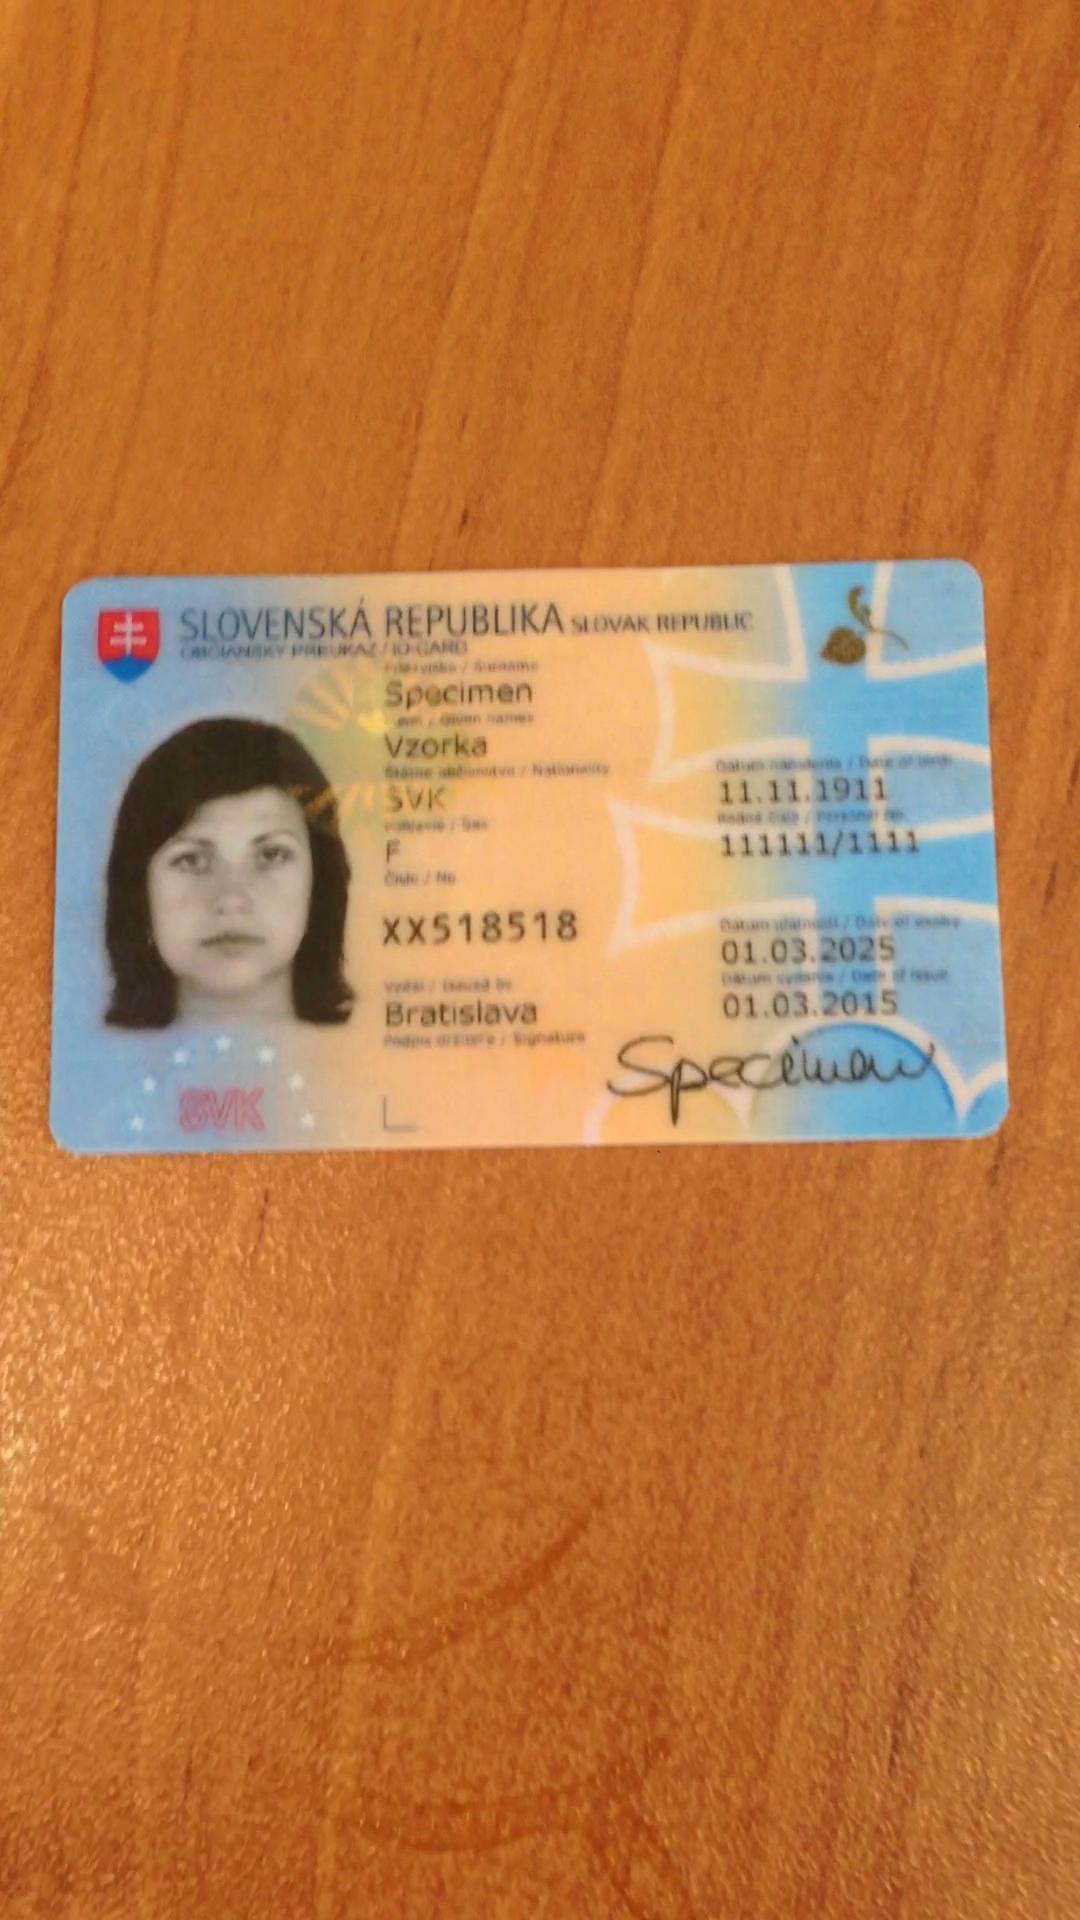 SLOVENSKÁ REPUBLIKA SLOVAK REPUBLIC
OBČIANSKY PREUKAZ / ID CARD
Priezvisko / Surname
Specimen
Meno / Given names
Vzorka
Štátne občianstvo / Nationality
SVK
Pohlavie / Sex
F
Číslo / No.
XX518518
Vydal / Issued by
Bratislava
Podpis držiteľa / Signature
Dátum narodenia / Date of birth
11.11.1911
Rodné číslo / Personal No.
111111/1111
Dátum platnosti / Date of expiry
01.03.2025
Dátum vydania / Date of issue
01.03.2015
Specimen
SVK